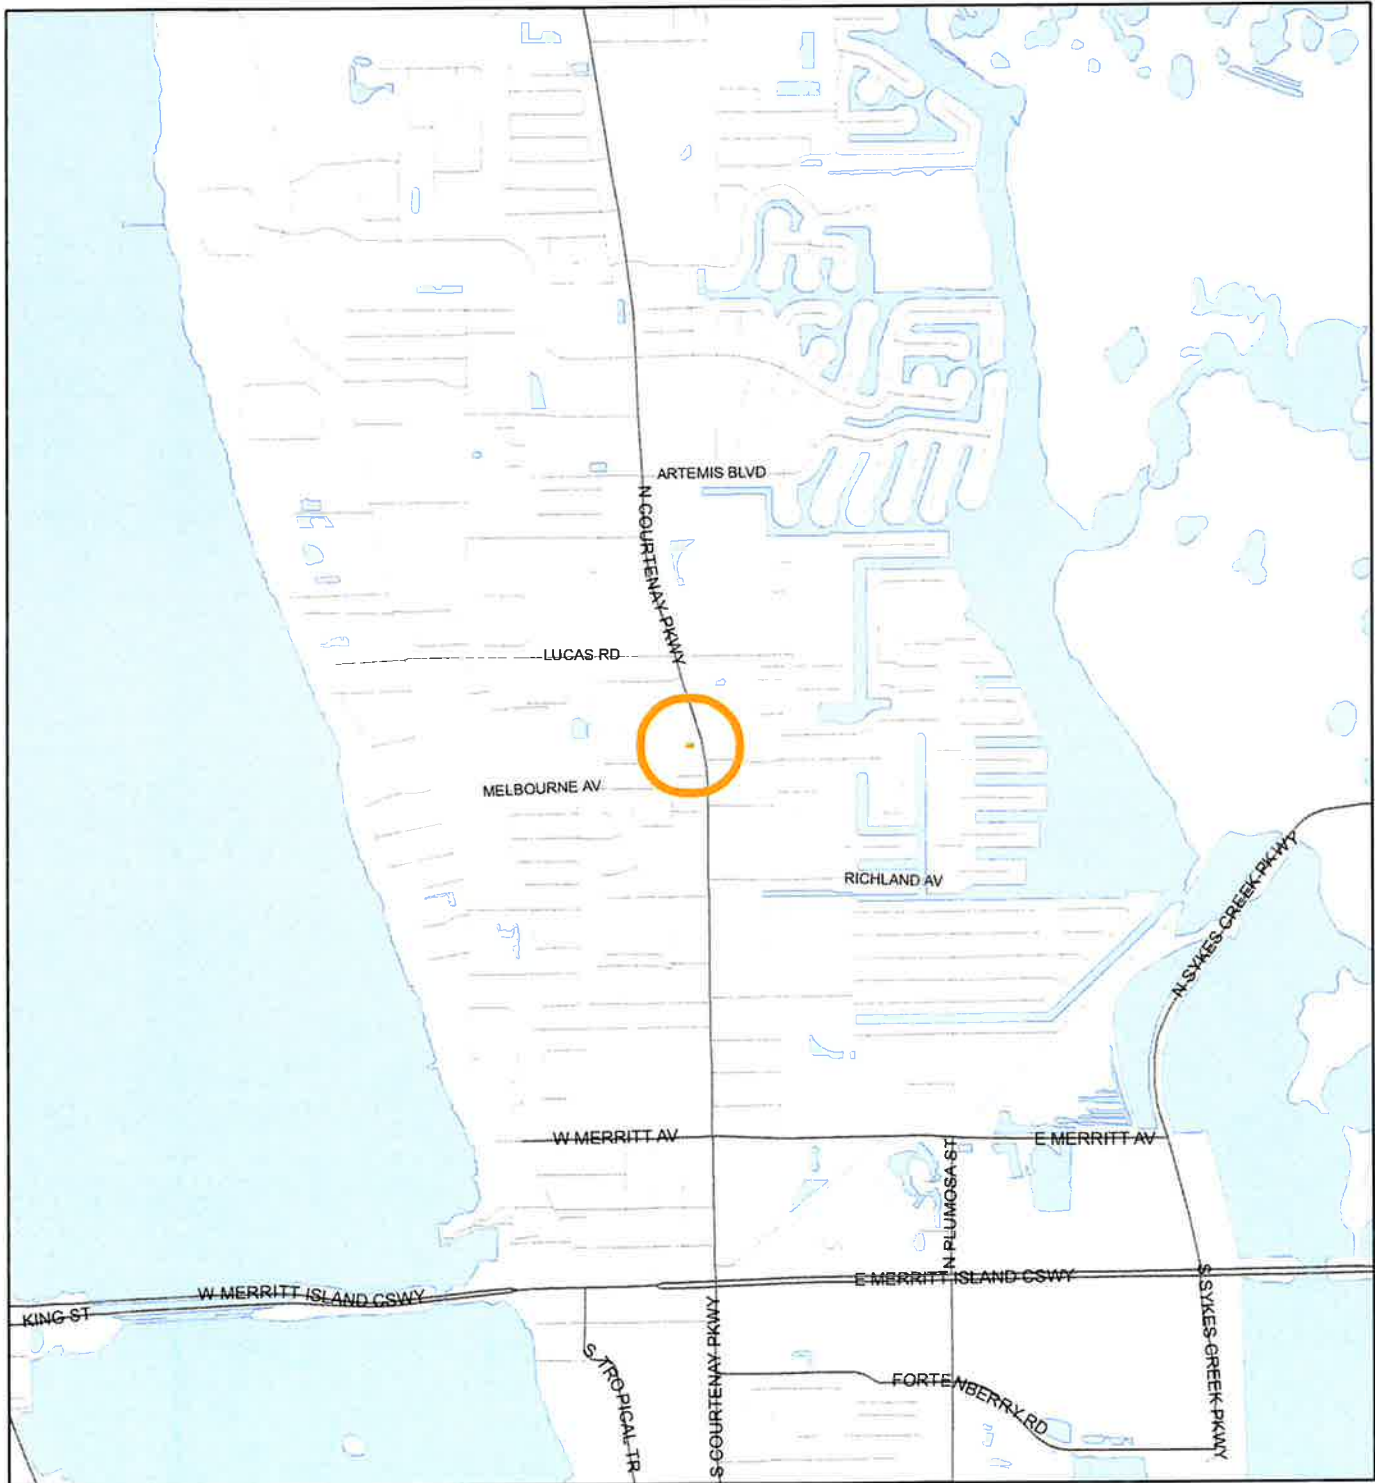 ARTEMIS BLVD
N COURTENAY PKWY
LUCAS RD
MELBOURNE AV
RICHLAND AV
N SYKES CREEK PKWY
W MERRITT AV
E MERRITT AV
N PLUMOSA ST
E MERRITT ISLAND CSWY
W MERRITT ISLAND CSWY
KING ST
S SYKES CREEK PKWY
S COURTENAY PKWY
S TROPICAL TR
FORTENBERRY RD